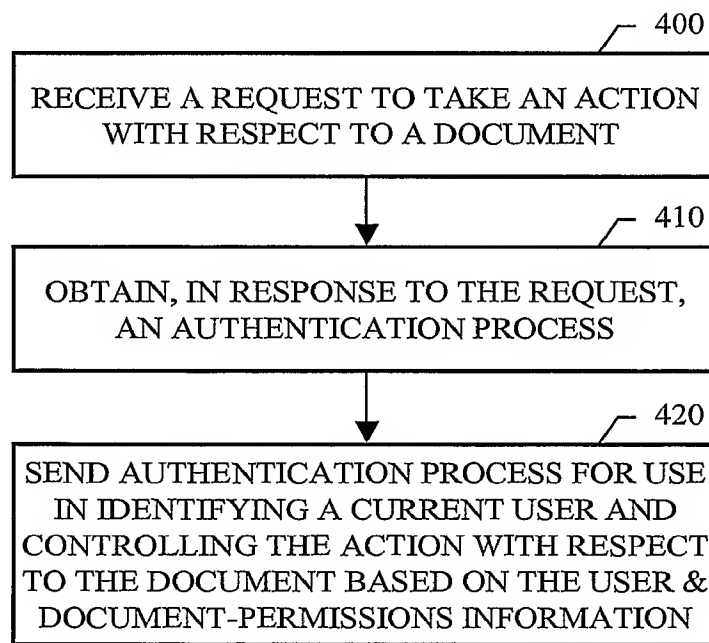 400
RECEIVE A REQUEST TO TAKE AN ACTION
WITH RESPECT TO A DOCUMENT
410
OBTAIN, IN RESPONSE TO THE REQUEST,
AN AUTHENTICATION PROCESS
420
SEND AUTHENTICATION PROCESS FOR USE
IN IDENTIFYING A CURRENT USER AND
CONTROLLING THE ACTION WITH RESPECT
TO THE DOCUMENT BASED ON THE USER &
DOCUMENT-PERMISSIONS INFORMATION